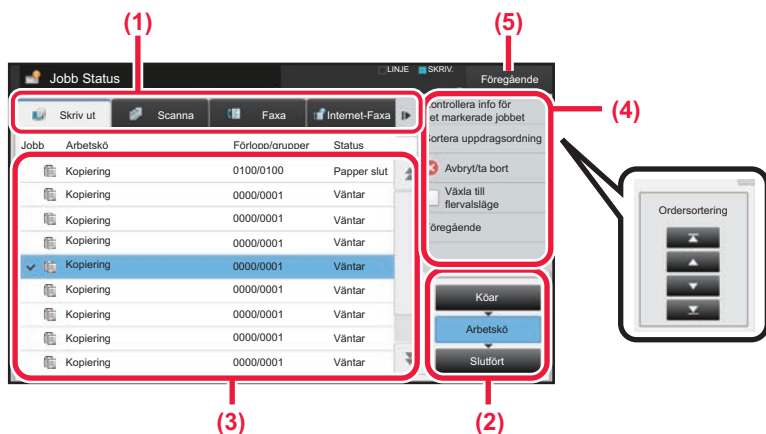 (1)
(5)
Jobb Status
LINJE
SKRIV.
Föregående
Skriv ut
Scanna
Faxa
Internet-Faxa
ontrollera info för
et markerade jobbet
(4)
Jobb
Arbetskö
Förlopp/grupper
Status
ortera uppdragsordning
Kopiering
0100/0100
Papper slut
Avbryt/ta bort
Kopiering
0000/0001
Väntar
Växla till
flervalsläge
Kopiering
0000/0001
Väntar
öregående
Kopiering
0000/0001
Väntar
Kopiering
0000/0001
Väntar
Kopiering
0000/0001
Väntar
Kopiering
0000/0001
Väntar
Kopiering
0000/0001
Väntar
Kopiering
0000/0001
Väntar
Köar
Arbetskö
Slutfört
Ordersortering
(3)
(2)